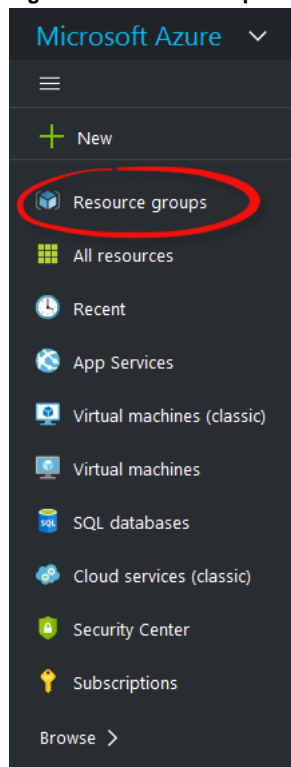 Microsoft Azure
New
Resource groups
All resources
Recent
App Services
Virtual machines (classic)
Virtual machines
SQL
SQL databases
Cloud services (classic)
Security Center
Subscriptions
Browse